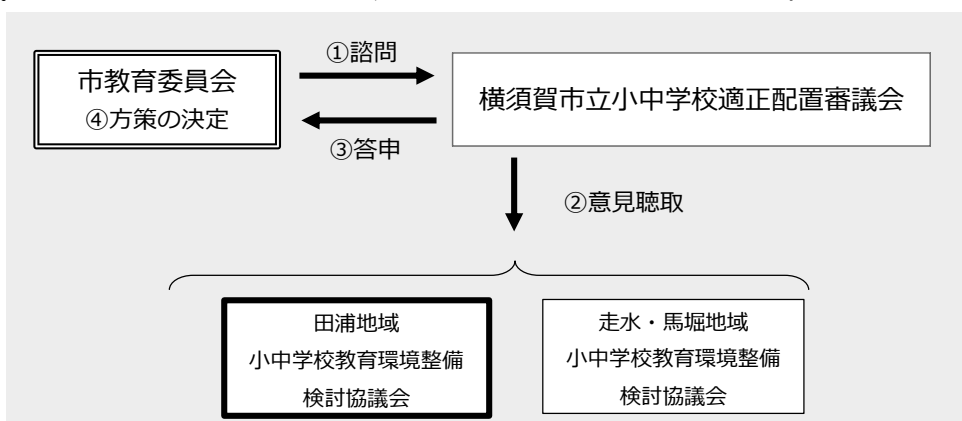 ①諮問
市教育委員会
④方策の決定
横須賀市立小中学校適正配置審議会
③答申
②意見聴取
田浦地域
小中学校教育環境整備
検討協議会
走水・馬堀地域
小中学校教育環境整備
検討協議会